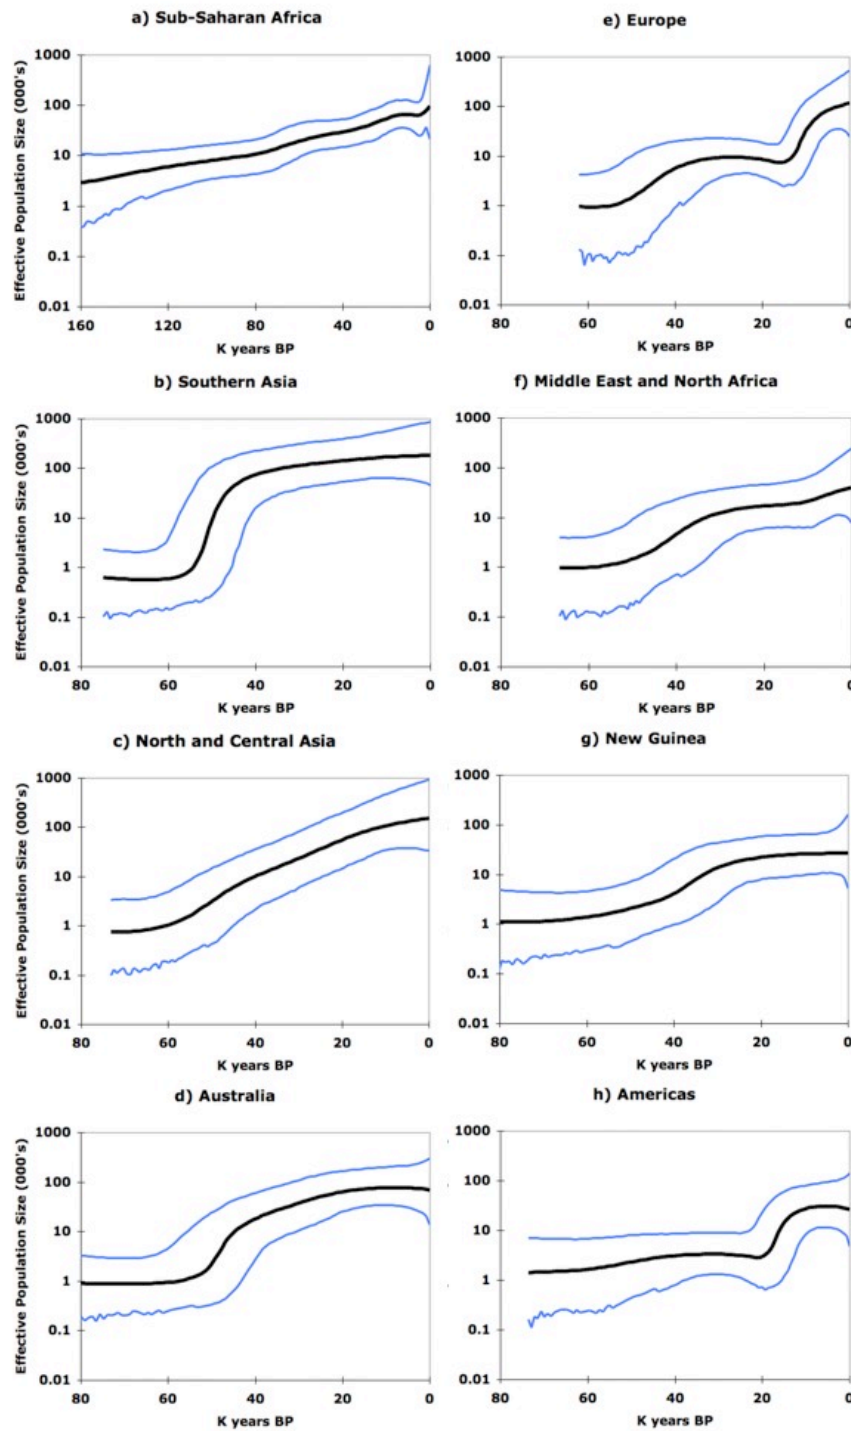 a) Sub-Saharan Africa
Effective Population Size (000's)
1000
100
10
1
0.1
0.01
160 120 80 40 0
K years BP
e) Europe
1000
100
10
1
0.1
0.01
80 60 40 20 0
K years BP
b) Southern Asia
Effective Population Size (000's)
1000
100
10
1
0.1
0.01
80 60 40 20 0
K years BP
f) Middle East and North Africa
1000
100
10
1
0.1
0.01
80 60 40 20 0
K years BP
c) North and Central Asia
Effective Population Size (000's)
1000
100
10
1
0.1
0.01
80 60 40 20 0
K years BP
g) New Guinea
1000
100
10
1
0.1
0.01
80 60 40 20 0
K years BP
d) Australia
Effective Population Size (000's)
1000
100
10
1
0.1
0.01
80 60 40 20 0
K years BP
h) Americas
1000
100
10
1
0.1
0.01
80 60 40 20 0
K years BP